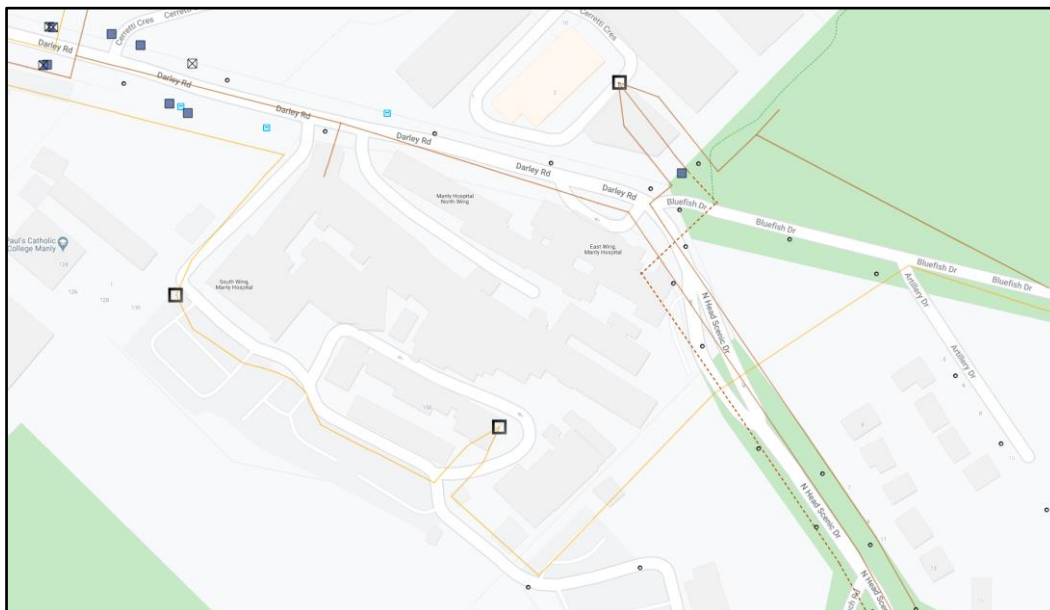 Cerretti Cres
Cerretti Cres
Darley Rd
Darley Rd
Darley Rd
Darley Rd
Darley Rd
Darley Rd
Manly Hospital
North Wing
East Wing,
Manly Hospital
Bluefish Dr
Bluefish Dr
Bluefish Dr
Bluefish Dr
Paul's Catholic
College Manly
South Wing,
Manly Hospital
N Head Scenic Dr
Artillery Dr
Artillery Dr
N Head Scenic Dr
N Head Scenic